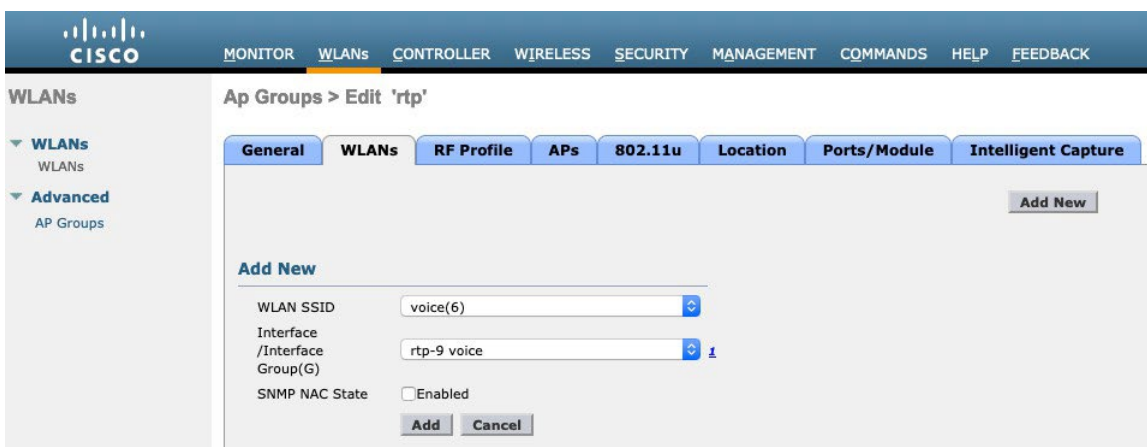 CISCO
MONITOR WLANs CONTROLLER WIRELESS SECURITY MANAGEMENT COMMANDS HELP FEEDBACK
WLANs
Ap Groups > Edit 'rtp'
WLANs
WLANs
Advanced
AP Groups
General WLANs RF Profile APs 802.11u Location Ports/Module Intelligent Capture
Add New
Add New
WLAN SSID voice(6)
Interface
/Interface rtp-9 voice 1
Group(G)
SNMP NAC State Enabled
Add Cancel